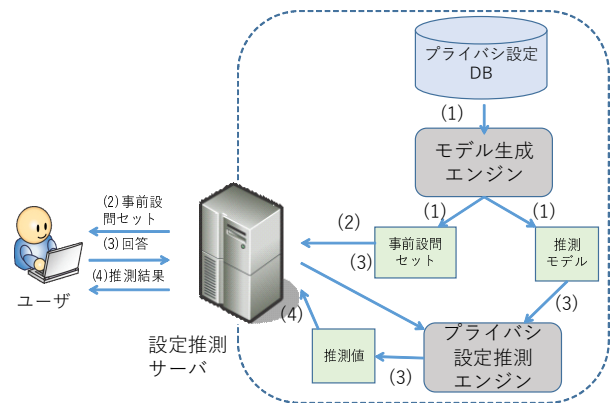 プライバシ設定
DB
(1)
モデル生成
エンジン
(1)
(1)
(2)事前設
問セット
(3)回答
(4)推測結果
ユーザ
(2)
(3)
事前設問
セット
推測
モデル
(3)
(4)
設定推測
サーバ
推測値
(3)
プライバシ
設定推測
エンジン